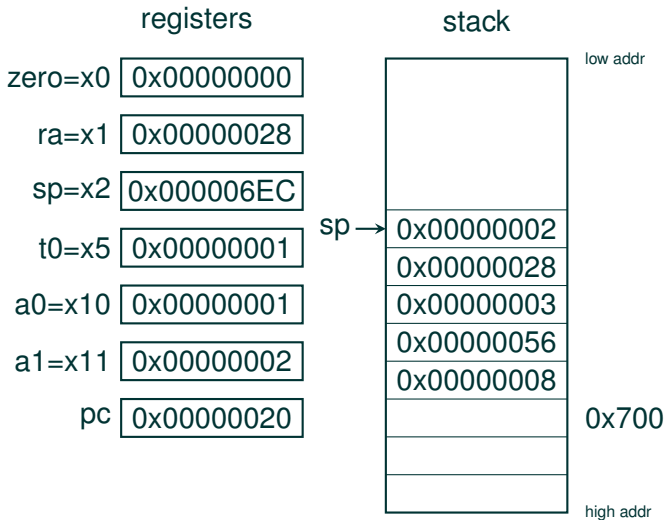 registers
zero=x0 0x00000000
ra=x1 0x00000028
sp=x2 0x000006EC
t0=x5 0x00000001
a0=x10 0x00000001
a1=x11 0x00000002
pc 0x00000020
stack
low addr
sp 0x00000002
0x00000028
0x00000003
0x00000056
0x00000008
0x700
high addr